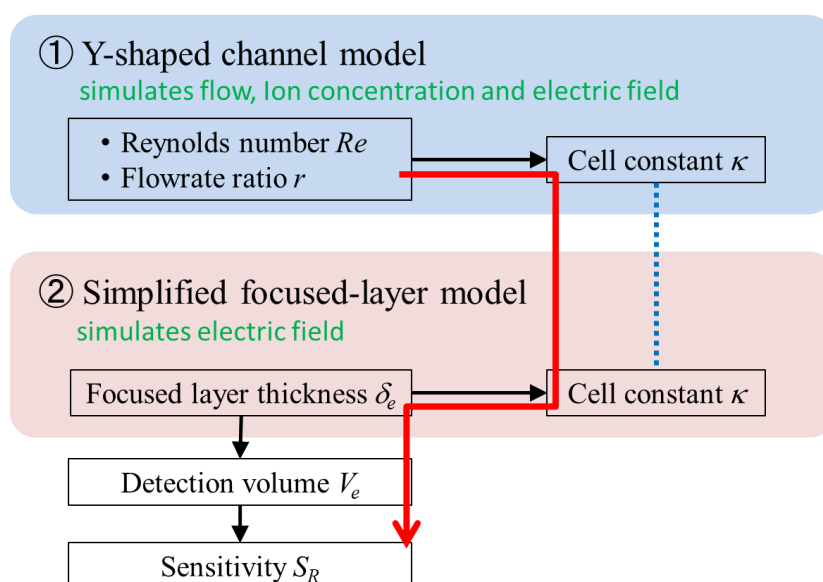 ① Y-shaped channel model
simulates flow, Ion concentration and electric field
• Reynolds number Re
• Flowrate ratio r
Cell constant κ
② Simplified focused-layer model
simulates electric field
Focused layer thickness δₑ
Cell constant κ
Detection volume Vₑ
Sensitivity S_R